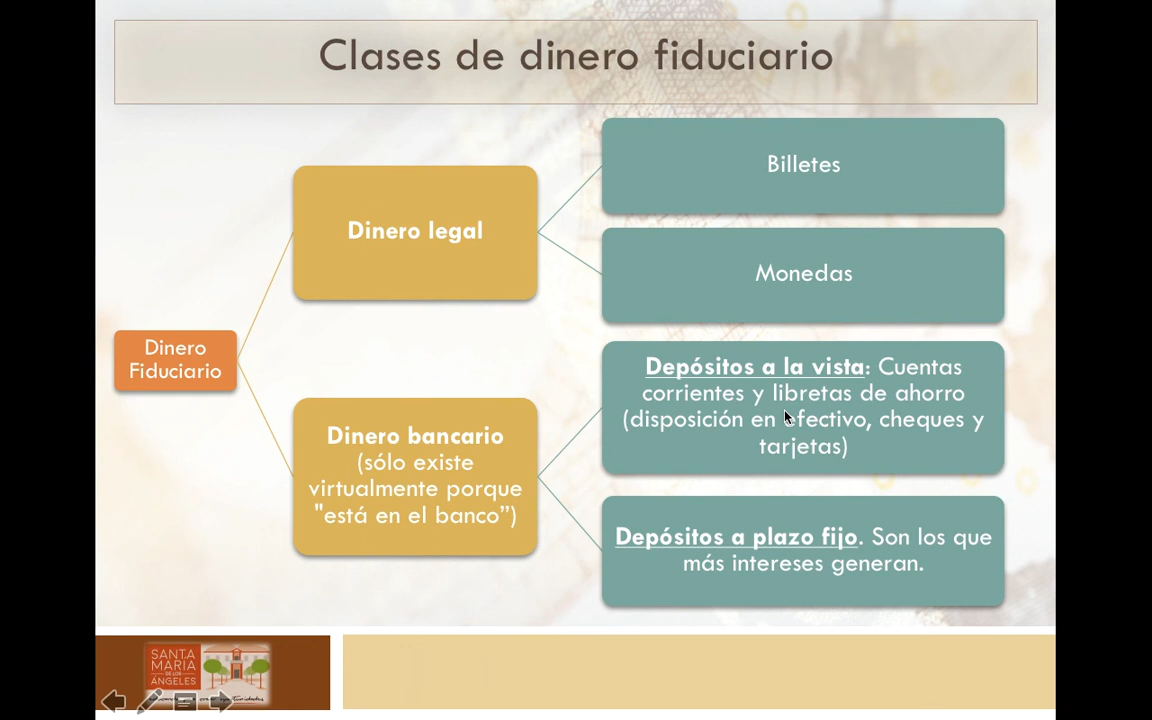 Clases de dinero fiduciario
Dinero
Fiduciario
Dinero legal
Billetes
Monedas
Dinero bancario
(sólo existe
virtualmente porque
"está en el banco”)
Depósitos a la vista: Cuentas
corrientes y libretas de ahorro
(disposición en efectivo, cheques y
tarjetas)
Depósitos a plazo fijo. Son los que
más intereses generan.
SANTA
MARIA
DE LOS
ÁNGELES